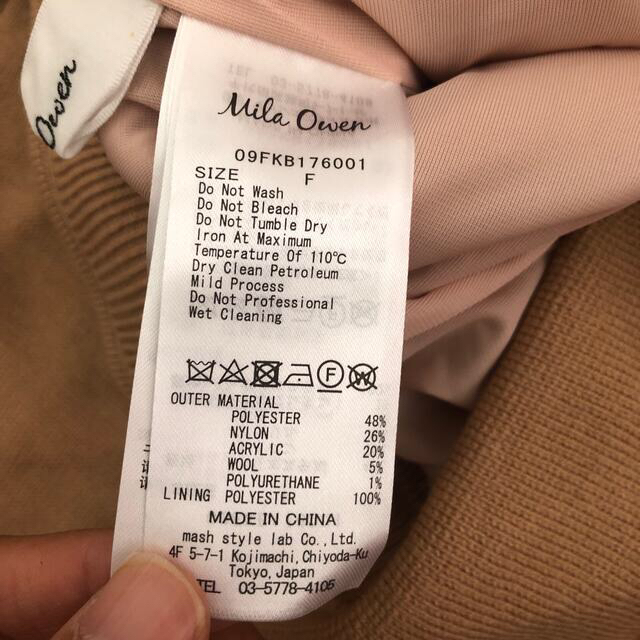 Owen
Mila Owen
09FKB176001
SIZE F
Do Not Wash
Do Not Bleach
Do Not Tumble Dry
Iron At Maximum
Temperature Of 110℃
Dry Clean Petroleum
Mild Process
Do Not Professional
Wet Cleaning
F W
OUTER MATERIAL
POLYESTER 48%
NYLON 26%
ACRYLIC 20%
WOOL 5%
POLYURETHANE 1%
LINING POLYESTER 100%
MADE IN CHINA
mash style lab Co.,Ltd.
4F 5-7-1 Kojimachi,Chiyoda-Ku
Tokyo,Japan
TEL 03-5778-4105